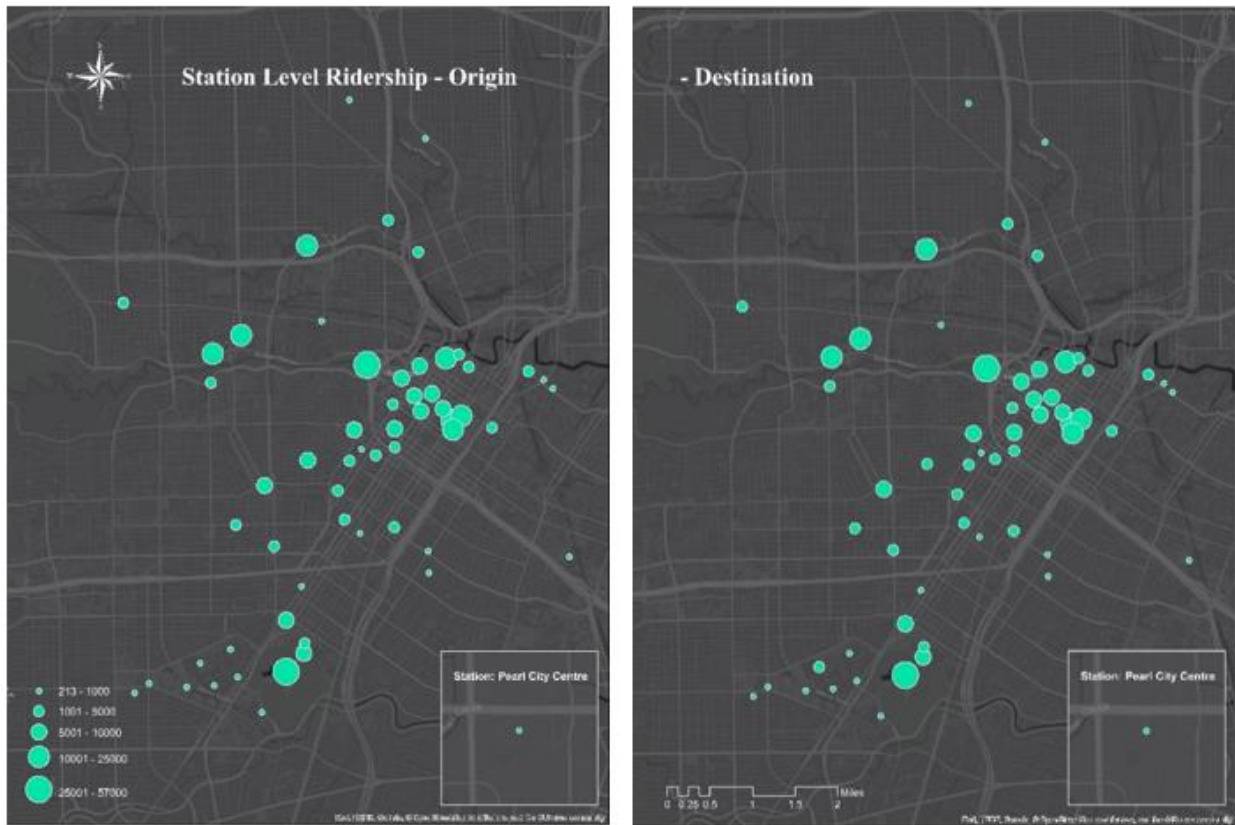 Station Level Ridership - Origin
- Destination
Station: Pearl City Centre
213 - 1000
1001 - 5000
5001 - 10000
10001 - 25000
25001 - 57000
Station: Pearl City Centre
Miles
0 0.25 0.5 1 1.5 2